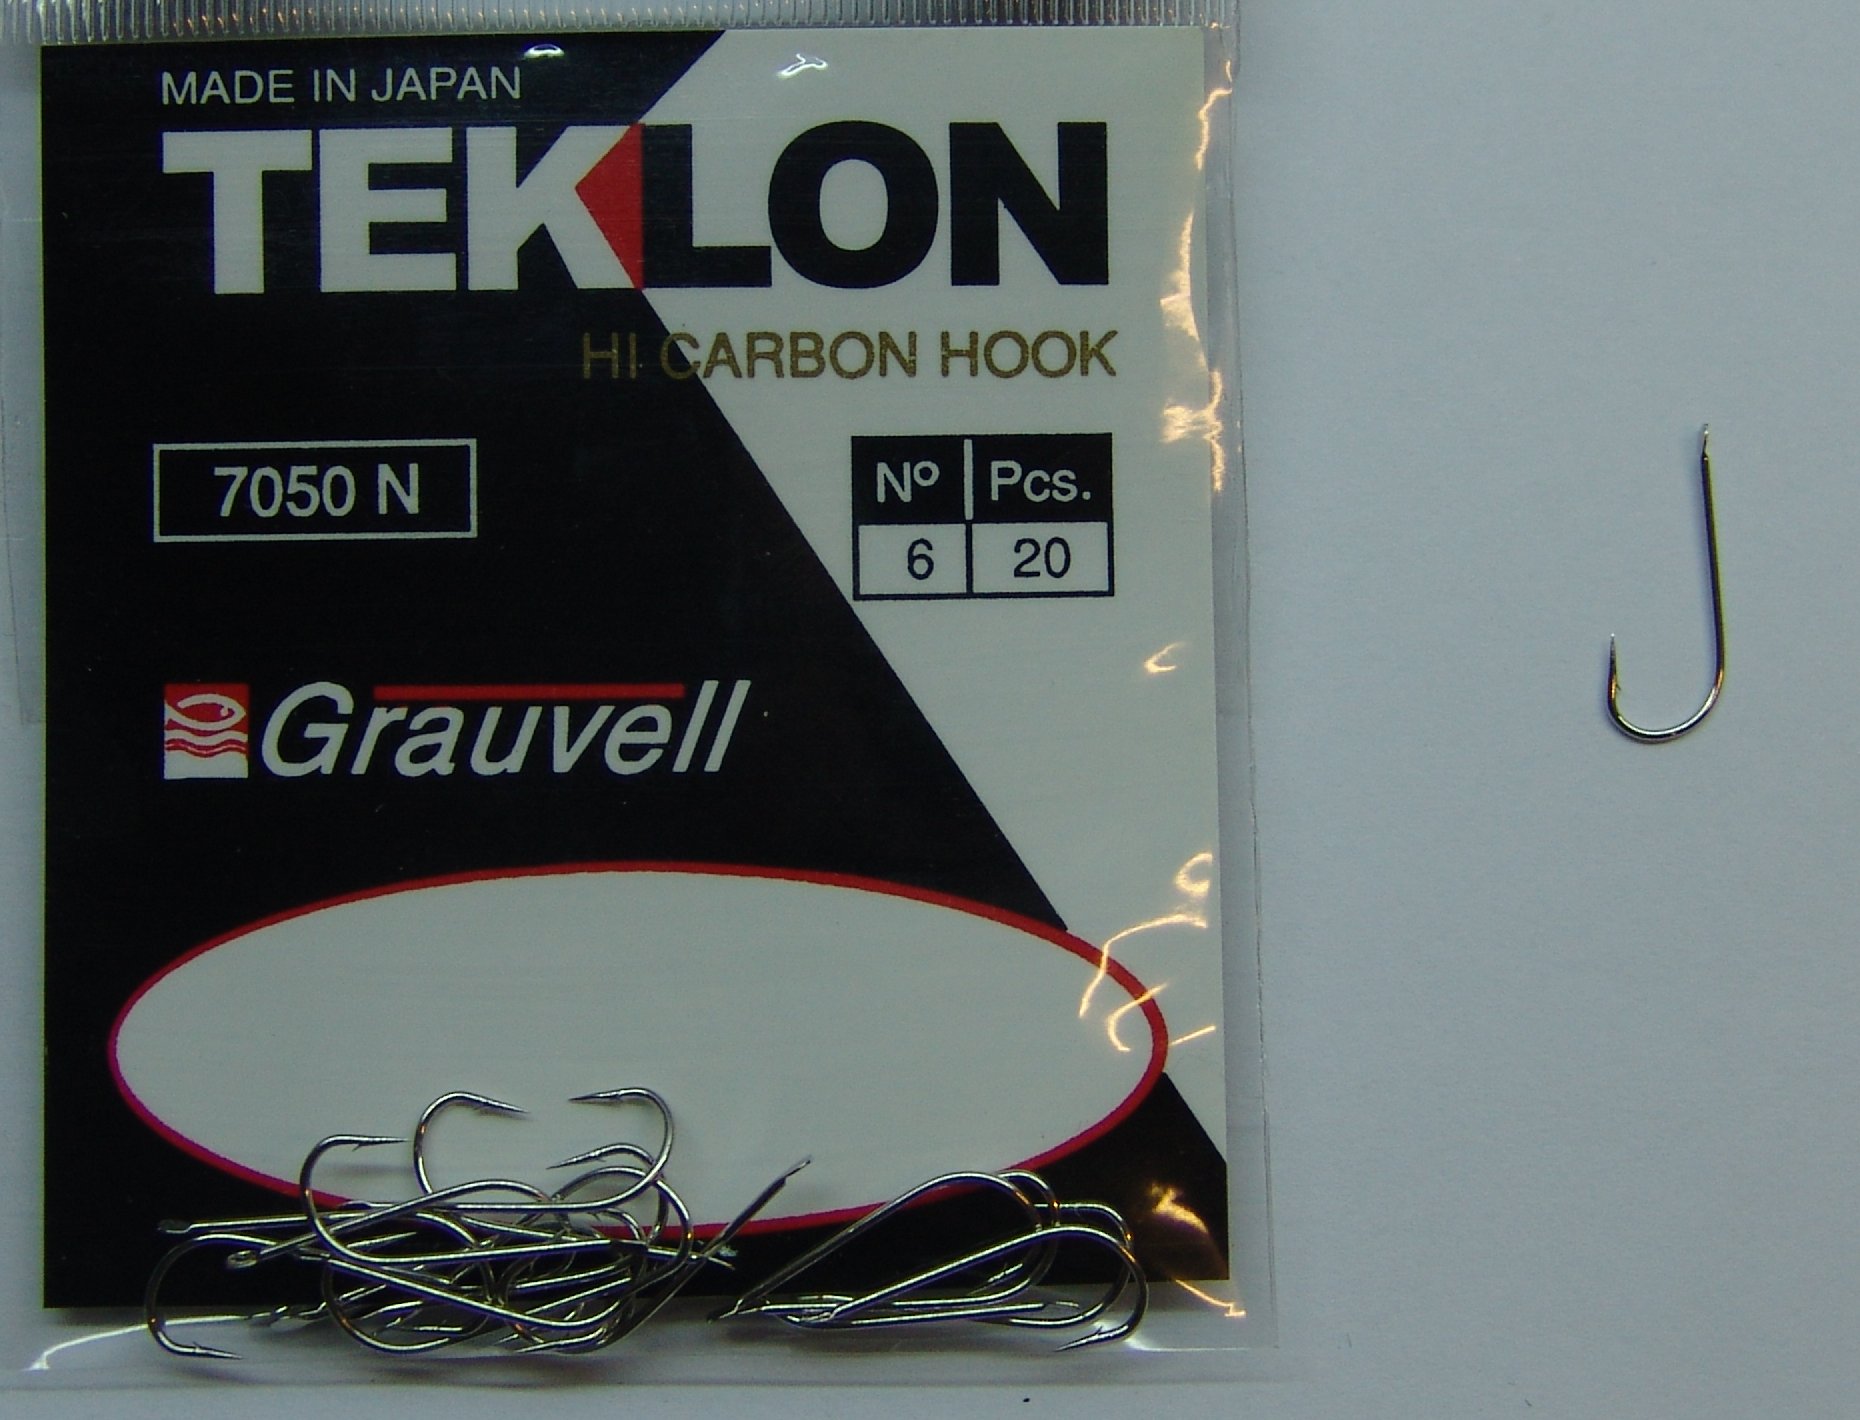 MADE IN JAPAN
TEKLON
HI CARBON HOOK
7050 N
Nº Pcs.
6 20
Grauvell